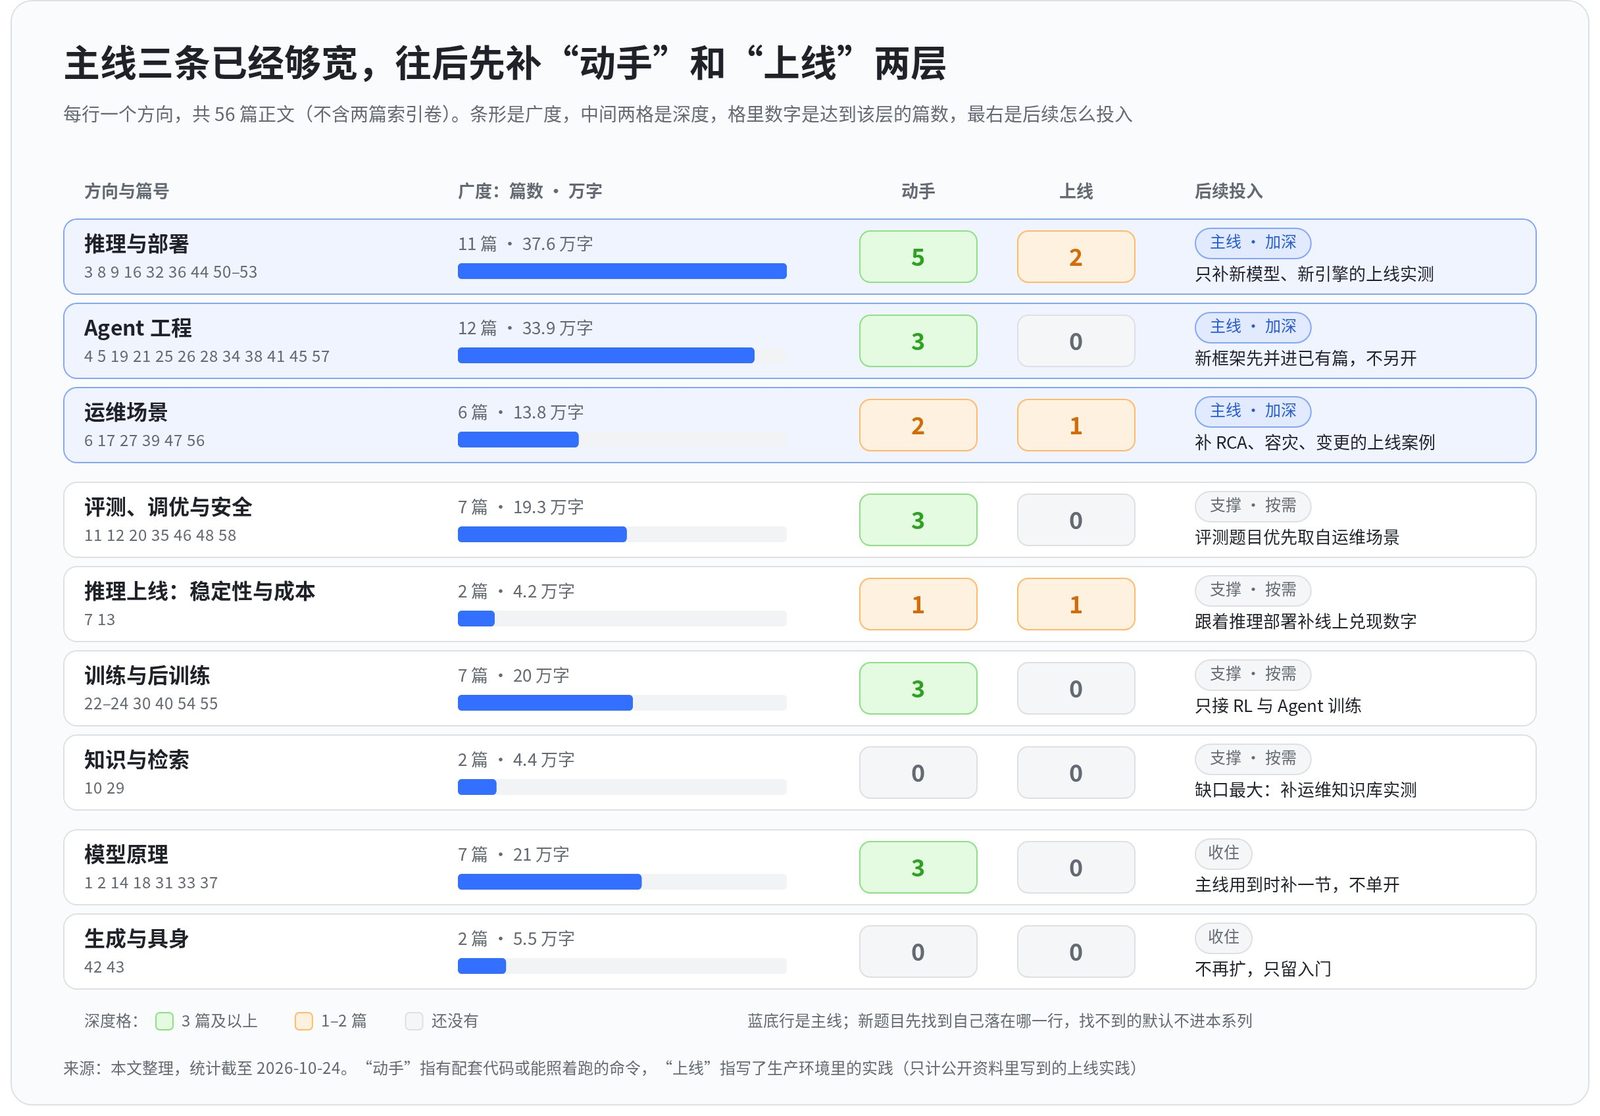 主线三条已经够宽，往后先补“动手”和“上线”两层
每行一个方向，共 56 篇正文（不含两篇索引卷）。条形是广度，中间两格是深度，格里数字是达到该层的篇数，最右是后续怎么投入
方向与篇号 广度：篇数 · 万字 动手 上线 后续投入
推理与部署 11 篇 · 37.6 万字 5 2 主线 · 加深
3 8 9 16 32 36 44 50–53 只补新模型、新引擎的上线实测
Agent 工程 12 篇 · 33.9 万字 3 0 主线 · 加深
4 5 19 21 25 26 28 34 38 41 45 57 新框架先并进已有篇，不另开
运维场景 6 篇 · 13.8 万字 2 1 主线 · 加深
6 17 27 39 47 56 补 RCA、容灾、变更的上线案例
评测、调优与安全 7 篇 · 19.3 万字 3 0 支撑 · 按需
11 12 20 35 46 48 58 评测题目优先取自运维场景
推理上线：稳定性与成本 2 篇 · 4.2 万字 1 1 支撑 · 按需
7 13 跟着推理部署补线上兑现数字
训练与后训练 7 篇 · 20 万字 3 0 支撑 · 按需
22–24 30 40 54 55 只接 RL 与 Agent 训练
知识与检索 2 篇 · 4.4 万字 0 0 支撑 · 按需
10 29 缺口最大：补运维知识库实测
模型原理 7 篇 · 21 万字 3 0 收住
1 2 14 18 31 33 37 主线用到时补一节，不单开
生成与具身 2 篇 · 5.5 万字 0 0 收住
42 43 不再扩，只留入门
深度格： 3 篇及以上 1–2 篇 还没有 蓝底行是主线；新题目先找到自己落在哪一行，找不到的默认不进本系列
来源：本文整理，统计截至 2026-10-24。“动手”指有配套代码或能照着跑的命令，“上线”指写了生产环境里的实践（只计公开资料里写到的上线实践）